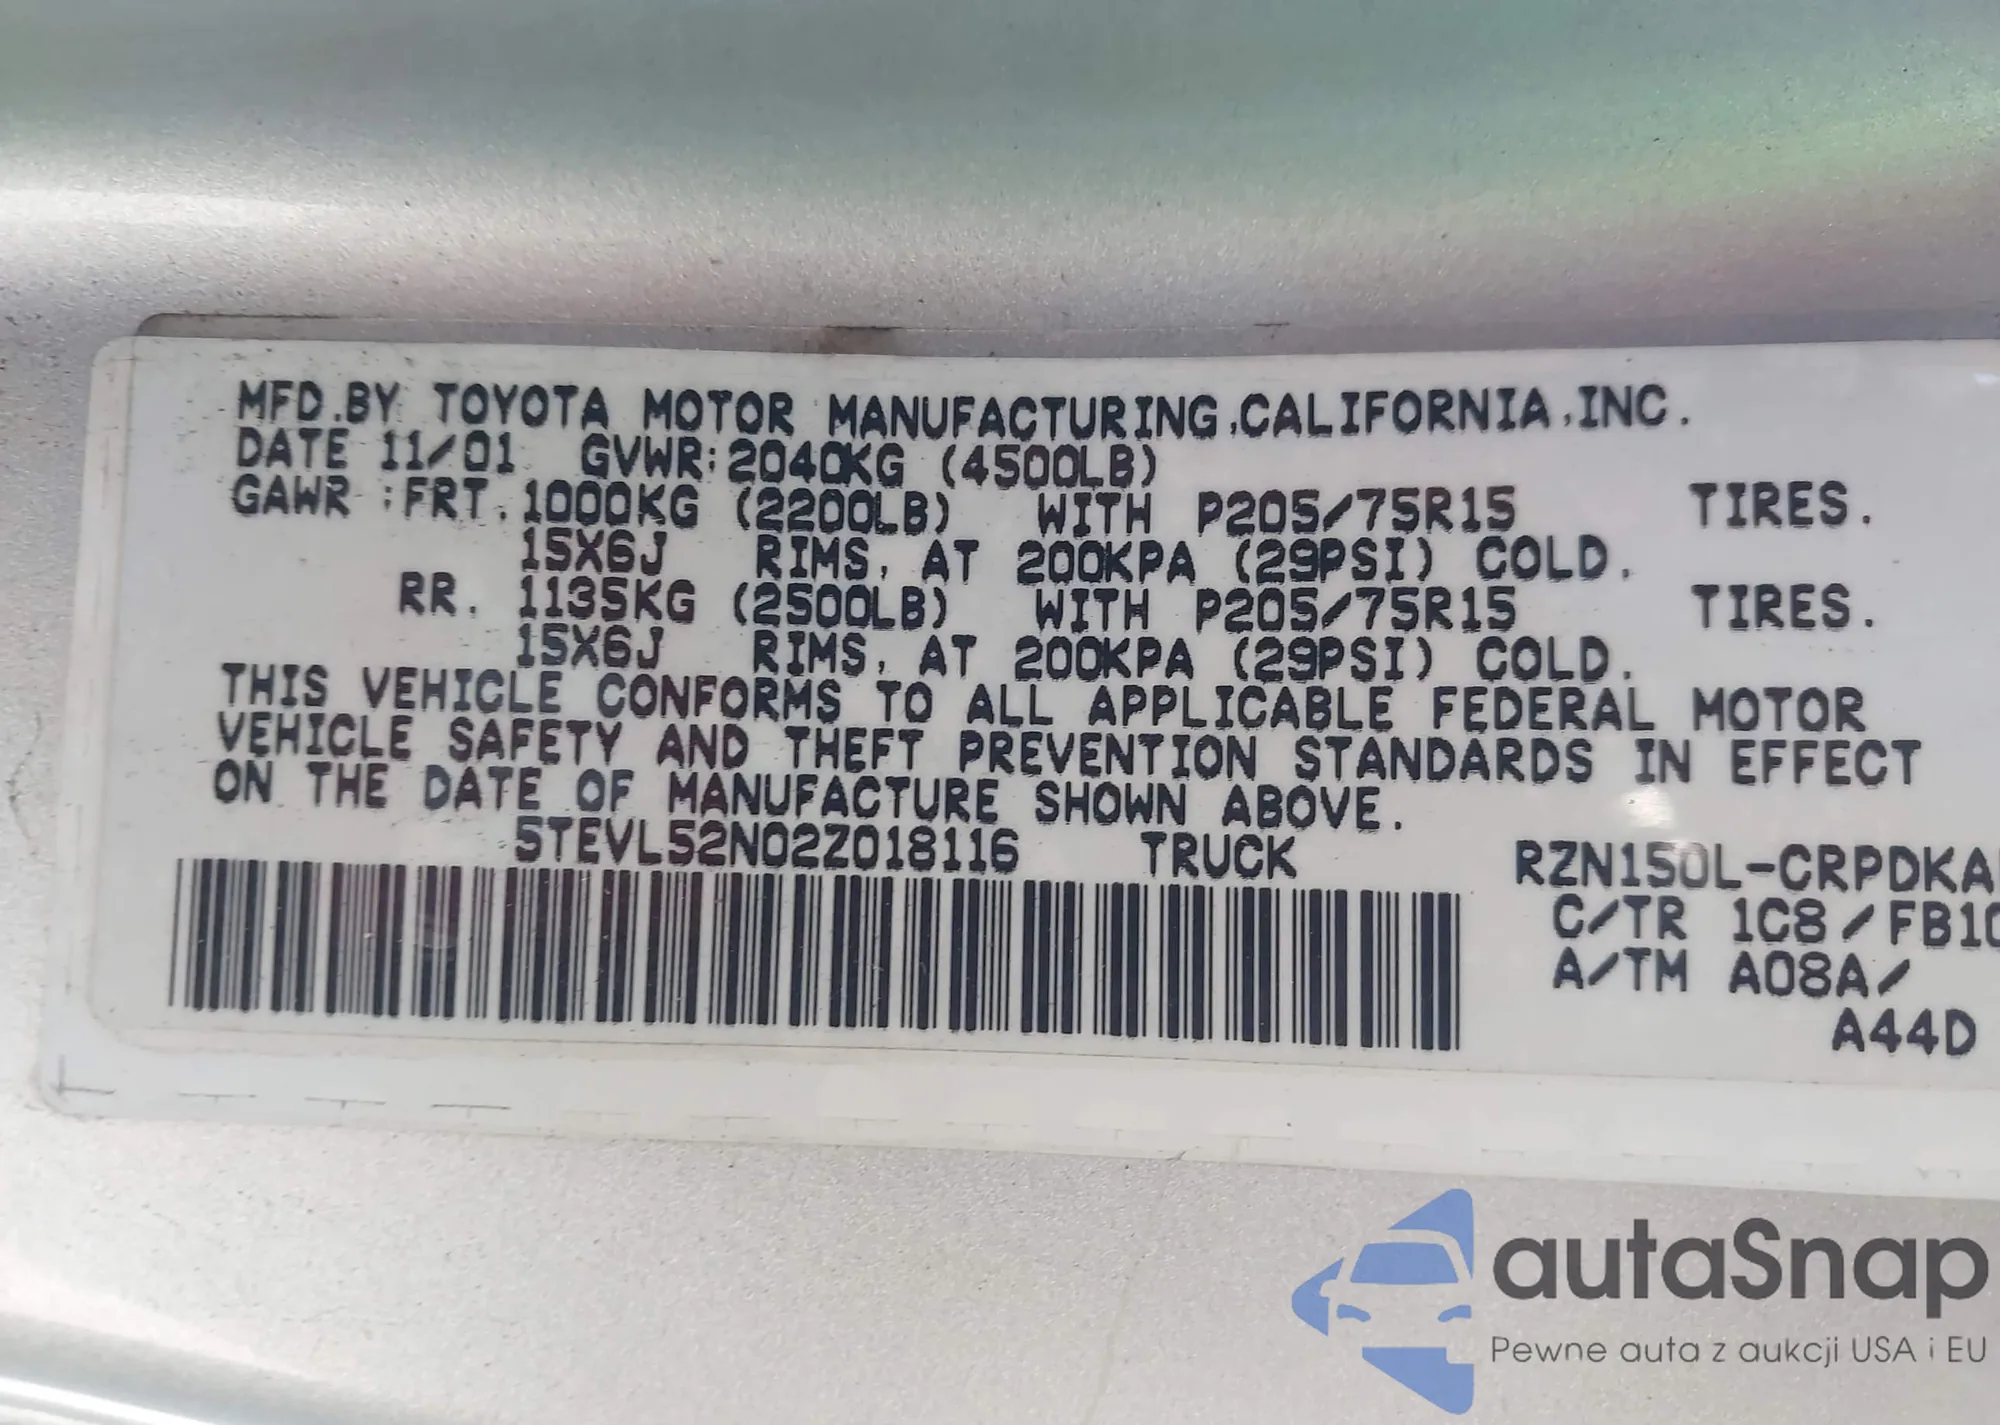 MFD.BY TOYOTA MOTOR MANUFACTURING,CALIFORNIA,INC.
DATE 11/01 GVWR:2040KG (4500LB)
GAWR :FRT. 1000KG (2200LB) WITH P205/75R15 TIRES.
15X6J RIMS, AT 200KPA (29PSI) COLD.
RR. 1135KG (2500LB) WITH P205/75R15 TIRES.
15X6J RIMS, AT 200KPA (29PSI) COLD.
THIS VEHICLE CONFORMS TO ALL APPLICABLE FEDERAL MOTOR
VEHICLE SAFETY AND THEFT PREVENTION STANDARDS IN EFFECT
ON THE DATE OF MANUFACTURE SHOWN ABOVE.
5TEVL52N02Z018116 TRUCK RZN150L-CRPDKA
C/TR 1C8/FB10
A/TM A08A/
A44D
autaSnap
Pewne auta z aukcji USA i EU